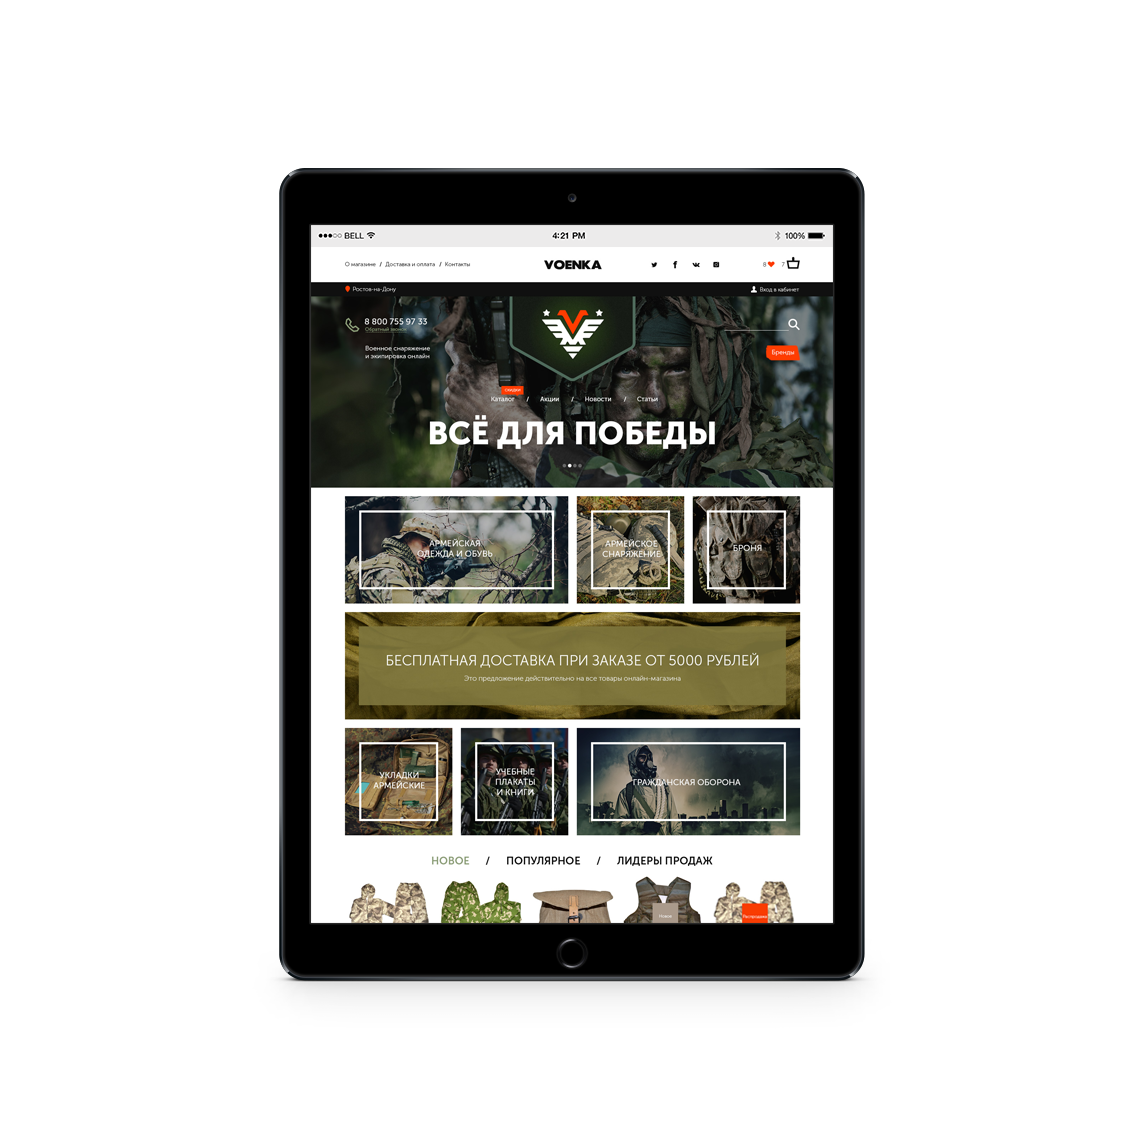 BELL
4:21 PM
100%
О магазине / Доставка и оплата / Контакты
VOENKA
8
7
Ростов-на-Дону
Вход в кабинет
8 800 755 97 33
Обратный звонок
Военное снаряжение
и экипировка онлайн
Бренды
скидки
Каталог / Акции / Новости / Статьи
ВСЁ ДЛЯ ПОБЕДЫ
АРМЕЙСКАЯ
ОДЕЖДА И ОБУВЬ
АРМЕЙСКОЕ
СНАРЯЖЕНИЕ
БРОНЯ
БЕСПЛАТНАЯ ДОСТАВКА ПРИ ЗАКАЗЕ ОТ 5000 РУБЛЕЙ
Это предложение действительно на все товары онлайн-магазина
УКЛАДКИ
АРМЕЙСКИЕ
УЧЕБНЫЕ
ПЛАКАТЫ
И КНИГИ
ГРАЖДАНСКАЯ ОБОРОНА
НОВОЕ / ПОПУЛЯРНОЕ / ЛИДЕРЫ ПРОДАЖ
Новое
Распродажа